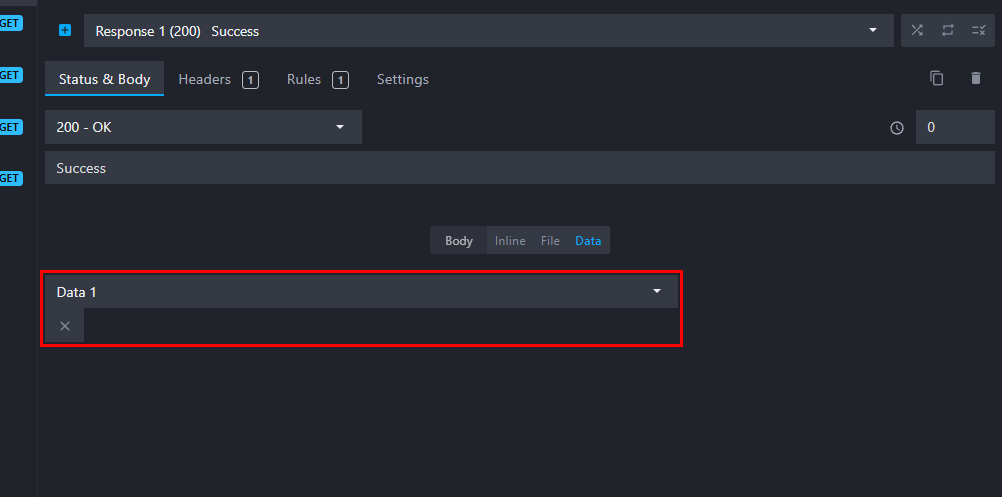 GET
Response 1 (200) Success
GET
Status & Body Headers 1 Rules 1 Settings
GET
200 - OK 0
Success
GET
Body Inline File Data
Data 1